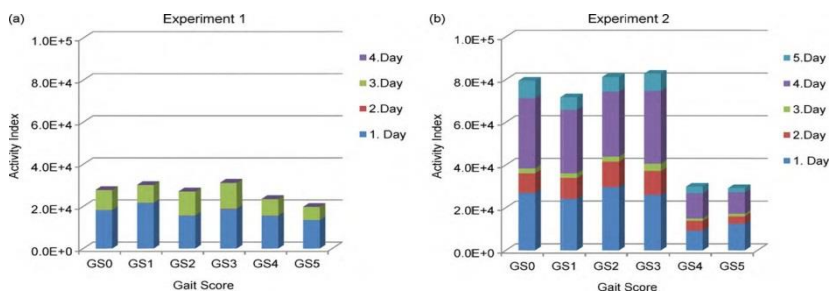 (a)
Experiment 1
1.0E+5
8.0E+4
6.0E+4
4.0E+4
2.0E+4
0.0E+0
Activity Index
GS0 GS1 GS2 GS3 GS4 GS5
Gait Score
4.Day
3.Day
2.Day
1. Day
(b)
Experiment 2
1.0E+5
8.0E+4
6.0E+4
4.0E+4
2.0E+4
0.0E+0
Activity Index
GS0 GS1 GS2 GS3 GS4 GS5
Gait Score
5.Day
4.Day
3.Day
2.Day
1. Day